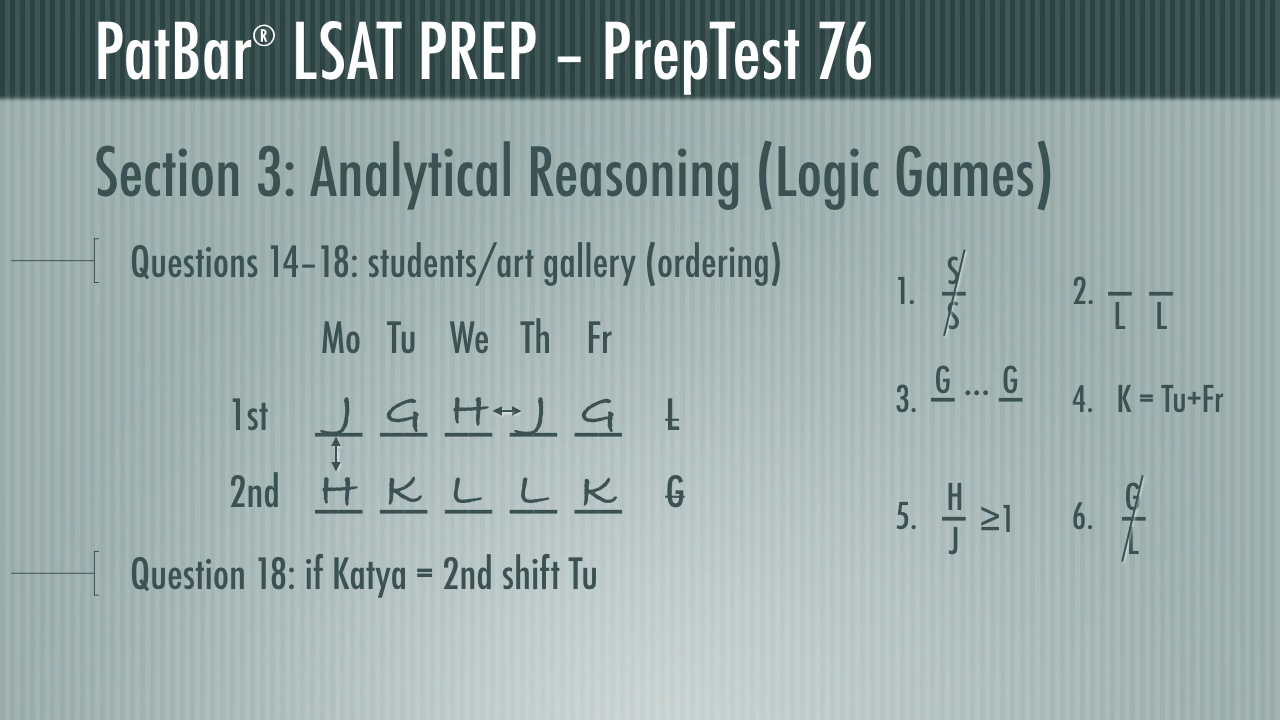 PatBar® LSAT PREP – PrepTest 76
Section 3: Analytical Reasoning (Logic Games)
Questions 14–18: students/art gallery (ordering)
Mo Tu We Th Fr
1st J G H ↔ J G L
2nd H K L L K G
Question 18: if Katya = 2nd shift Tu
1. S
S
2. _ _
L L
3. G ... G
4. K = Tu+Fr
5. H
J ≥1
6. G
L